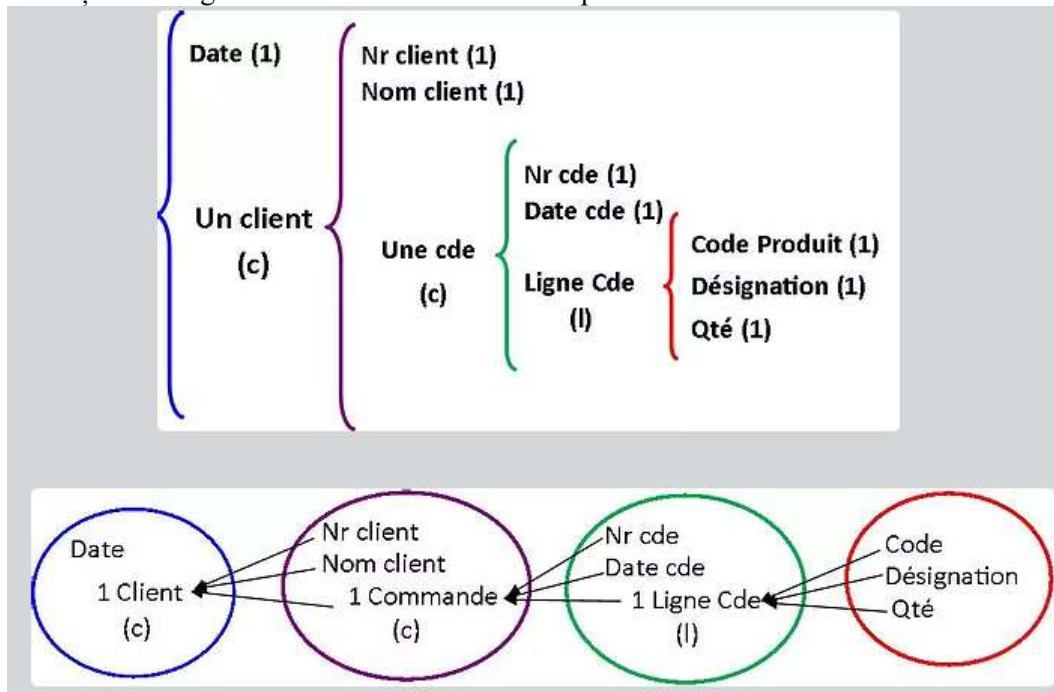 Date (1)
Nr client (1)
Nom client (1)
Nr cde (1)
Date cde (1)
Un client
(c)
Une cde
(c)
Ligne Cde
(l)
Code Produit (1)
Désignation (1)
Qté (1)
Date
1 Client
(c)
Nr client
Nom client
1 Commande
(c)
Nr cde
Date cde
1 Ligne Cde
(l)
Code
Désignation
Qté